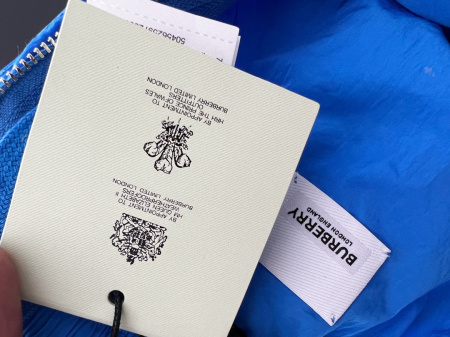 BY APPOINTMENT TO
HM QUEEN ELIZABETH II
WEATHERPROOFERS
BURBERRY LIMITED LONDON
BY APPOINTMENT TO
HRH THE PRINCE OF WALES
OUTFITTERS
BURBERRY LIMITED LONDON
BURBERRY
LONDON ENGLAND